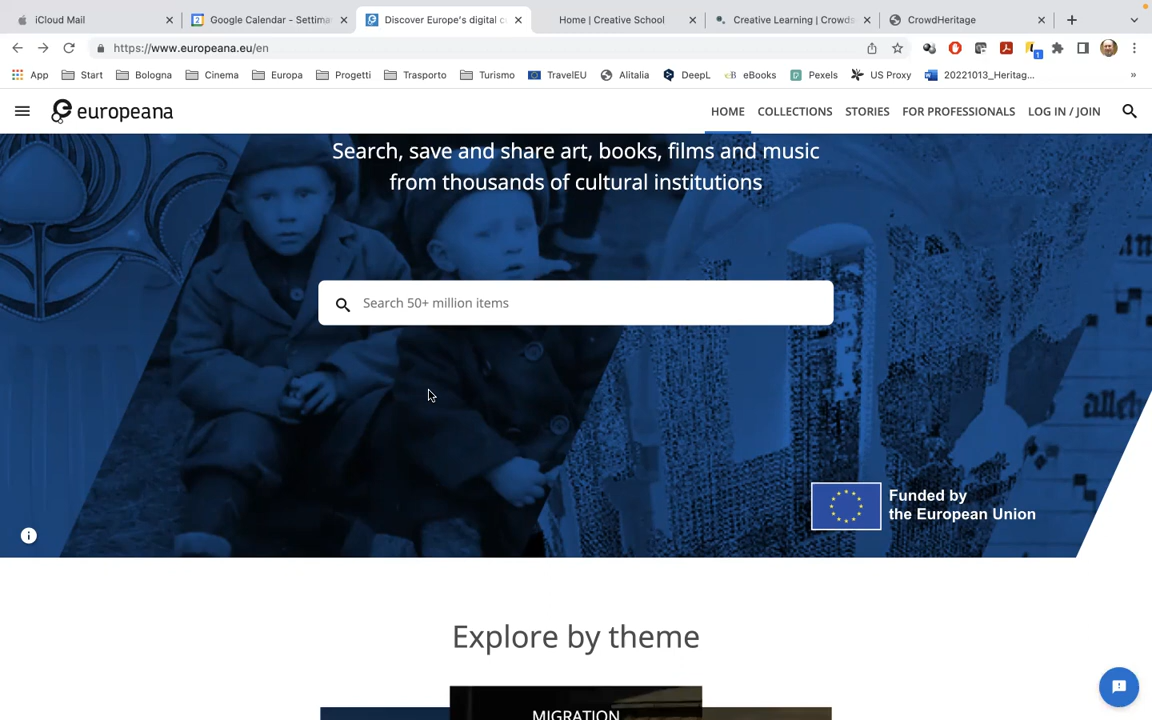 iCloud Mail
Google Calendar - Settima
Discover Europe's digital c
Home | Creative School
Creative Learning | Crowds
CrowdHeritage
https://www.europeana.eu/en
App
Start
Bologna
Cinema
Europa
Progetti
Trasporto
Turismo
TravelEU
Alitalia
DeepL
eBooks
Pexels
US Proxy
20221013_Heritag...
europeana
HOME
COLLECTIONS
STORIES
FOR PROFESSIONALS
LOG IN / JOIN
Search, save and share art, books, films and music
from thousands of cultural institutions
Search 50+ million items
Funded by
the European Union
Explore by theme
MIGRATION